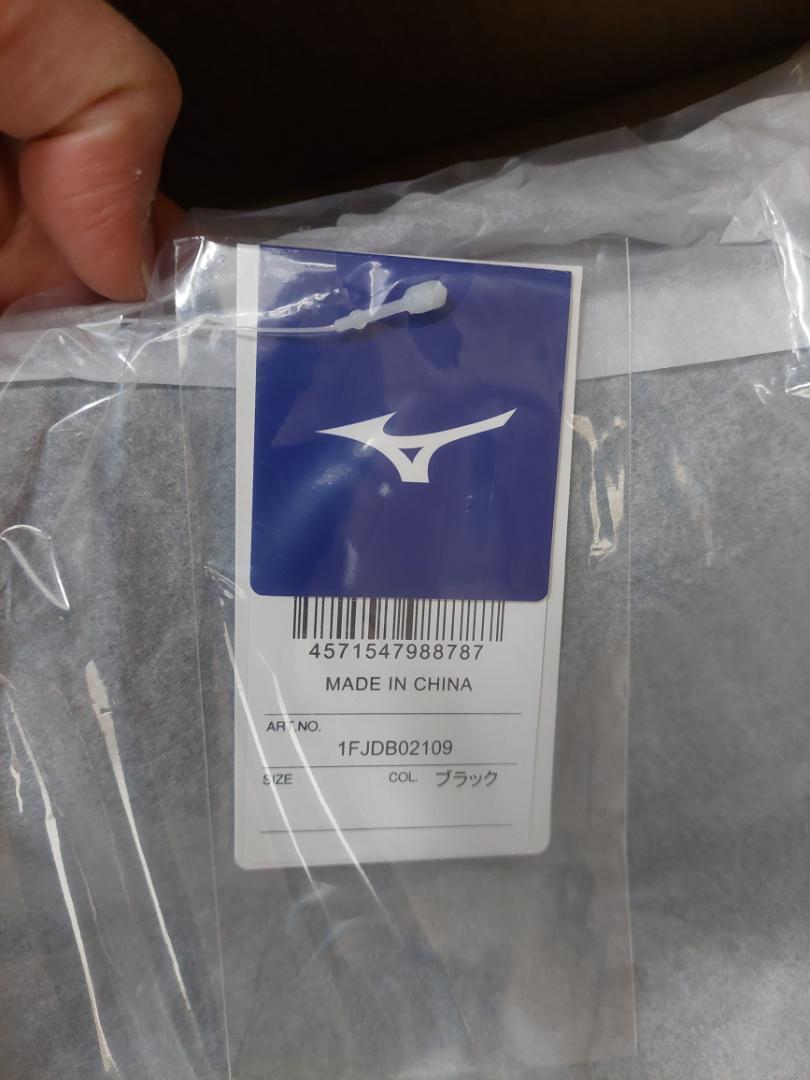 4571547988787
MADE IN CHINA
ART.NO.
1FJDB02109
SIZE COL. ブラック